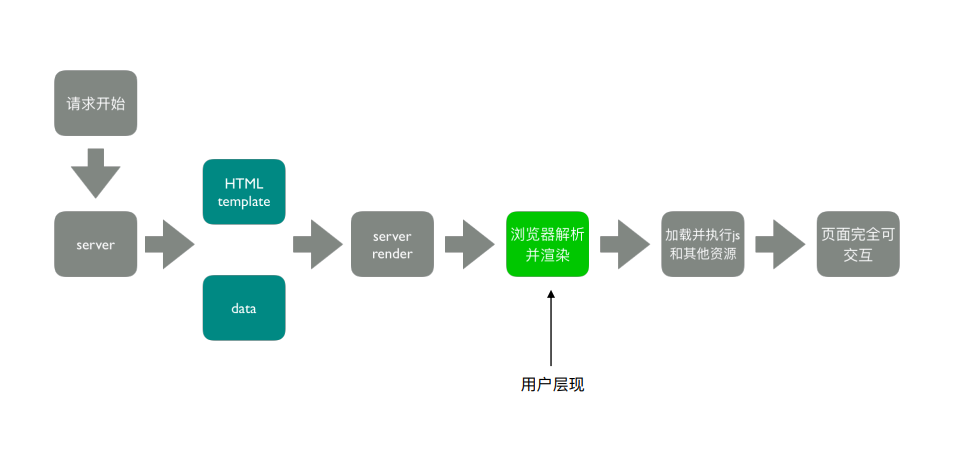 请求开始
server
HTML
template
data
server
render
浏览器解析
并渲染
加载并执行js
和其他资源
页面完全可
交互
用户层现